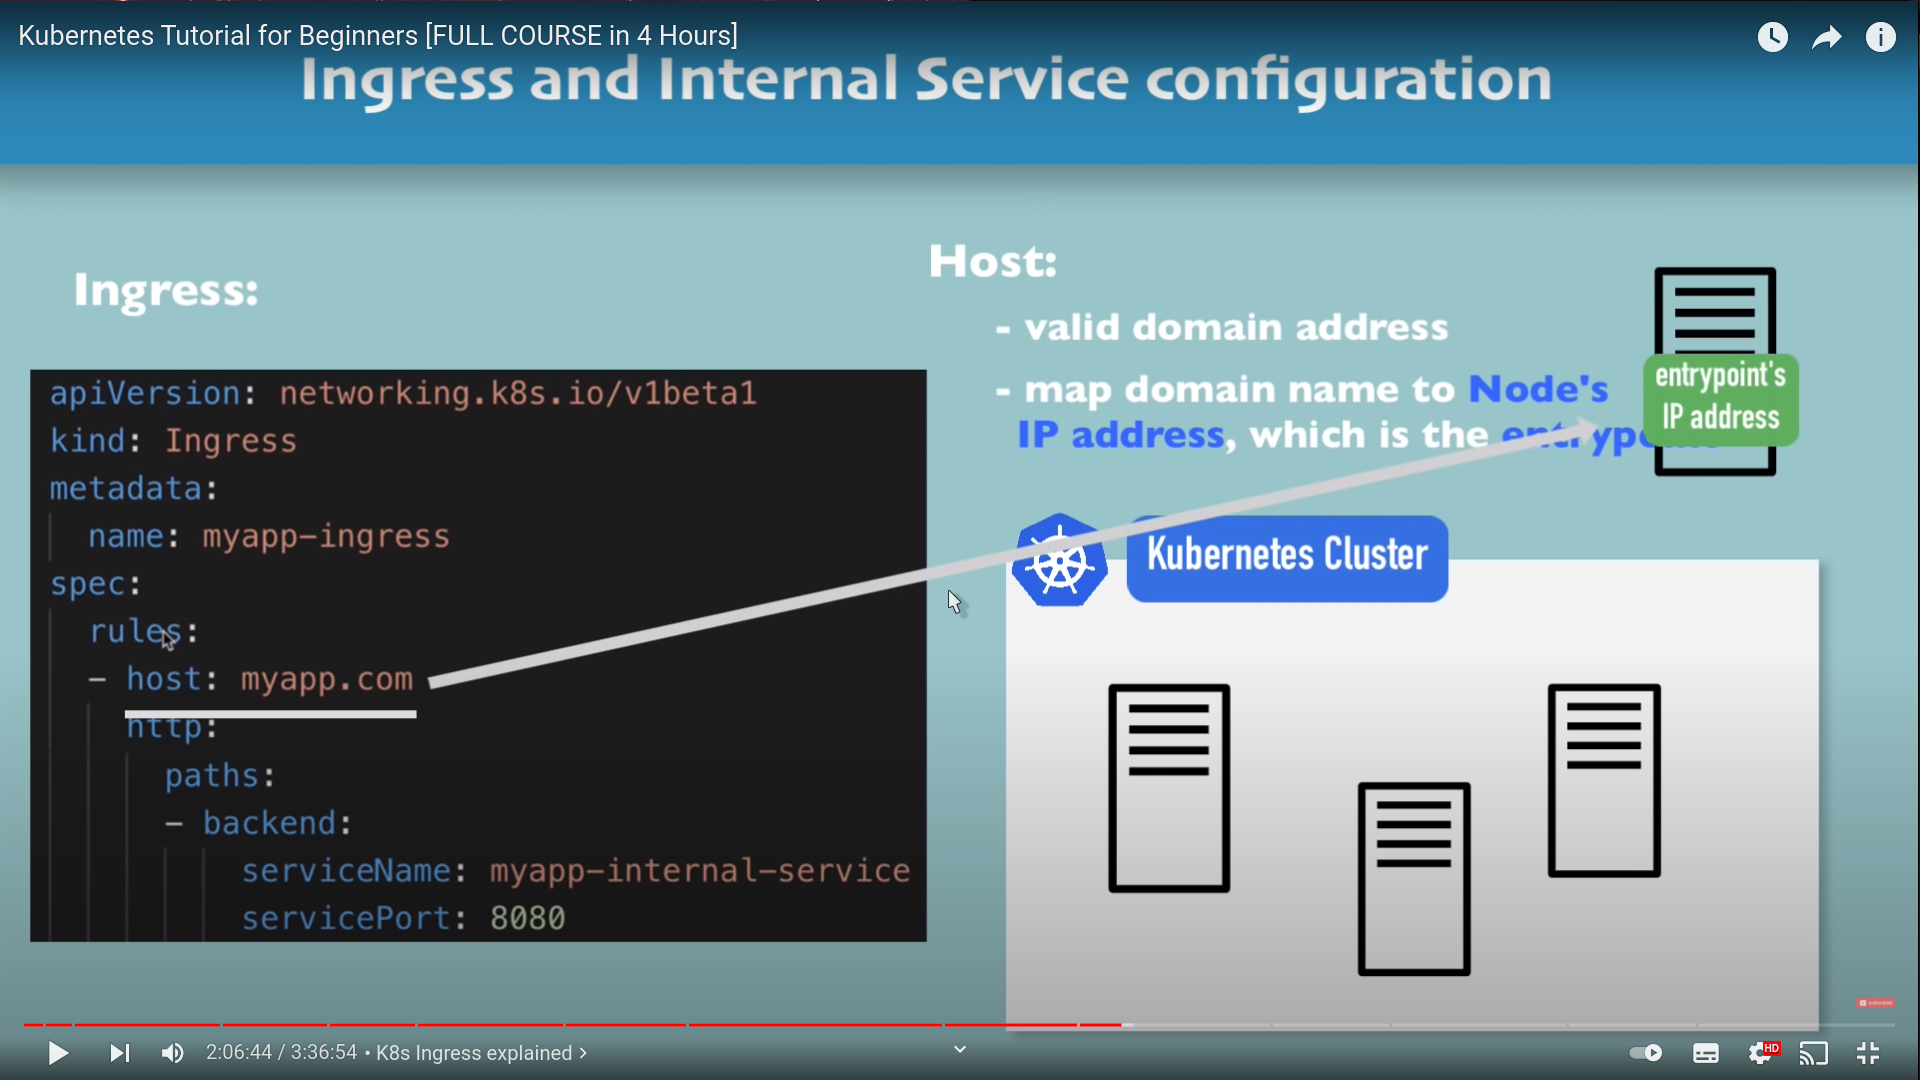 Kubernetes Tutorial for Beginners [FULL COURSE in 4 Hours]
Ingress and Internal Service configuration
Ingress:
apiVersion: networking.k8s.io/v1beta1
kind: Ingress
metadata:
name: myapp-ingress
spec:
rules:
- host: myapp.com
http:
paths:
- backend:
serviceName: myapp-internal-service
servicePort: 8080
Host:
- valid domain address
- map domain name to Node's
IP address, which is the
entrypoint's
IP address
Kubernetes Cluster
SUBSCRIBE
2:06:44 / 3:36:54 • K8s Ingress explained >
HD